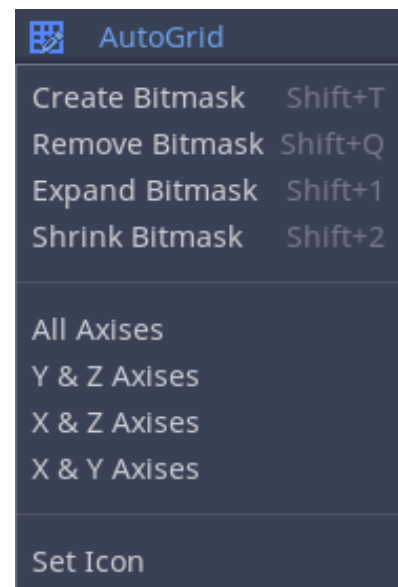 AutoGrid
Create Bitmask Shift+T
Remove Bitmask Shift+Q
Expand Bitmask Shift+1
Shrink Bitmask Shift+2
All Axises
Y & Z Axises
X & Z Axises
X & Y Axises
Set Icon